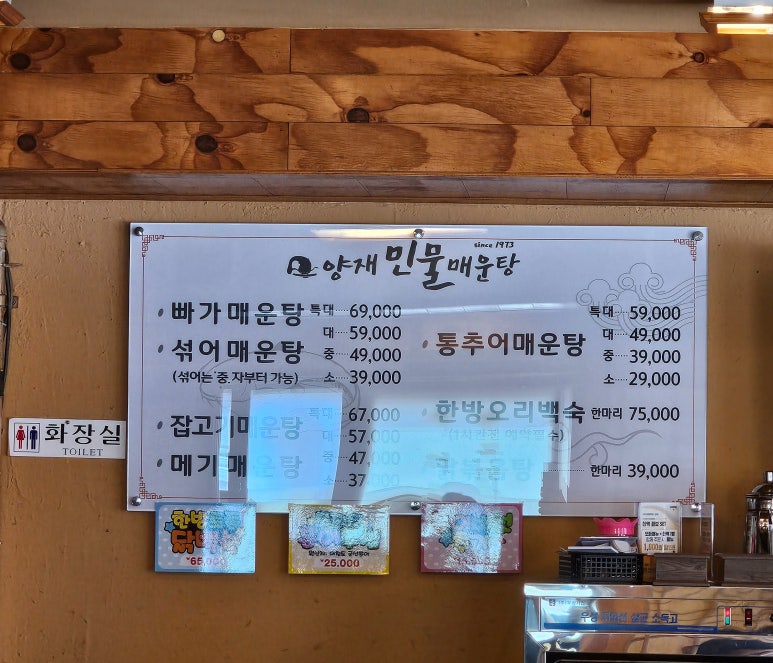 since 1973
양재 민물매운탕
빠가매운탕 특대 69,000
대 59,000
섞어매운탕 중 49,000
(섞어는 중 자부터 가능) 소 39,000
잡고기매운탕 특대 67,000
대 57,000
메기매운탕 중 47,
소 37
특대 59,000
대 49,000
통추어매운탕
중 39,000
소 29,000
한방오리백숙 한마리 75,000
한마리 39,000
화장실
TOILET
₩65,000
₩25,000
1,000